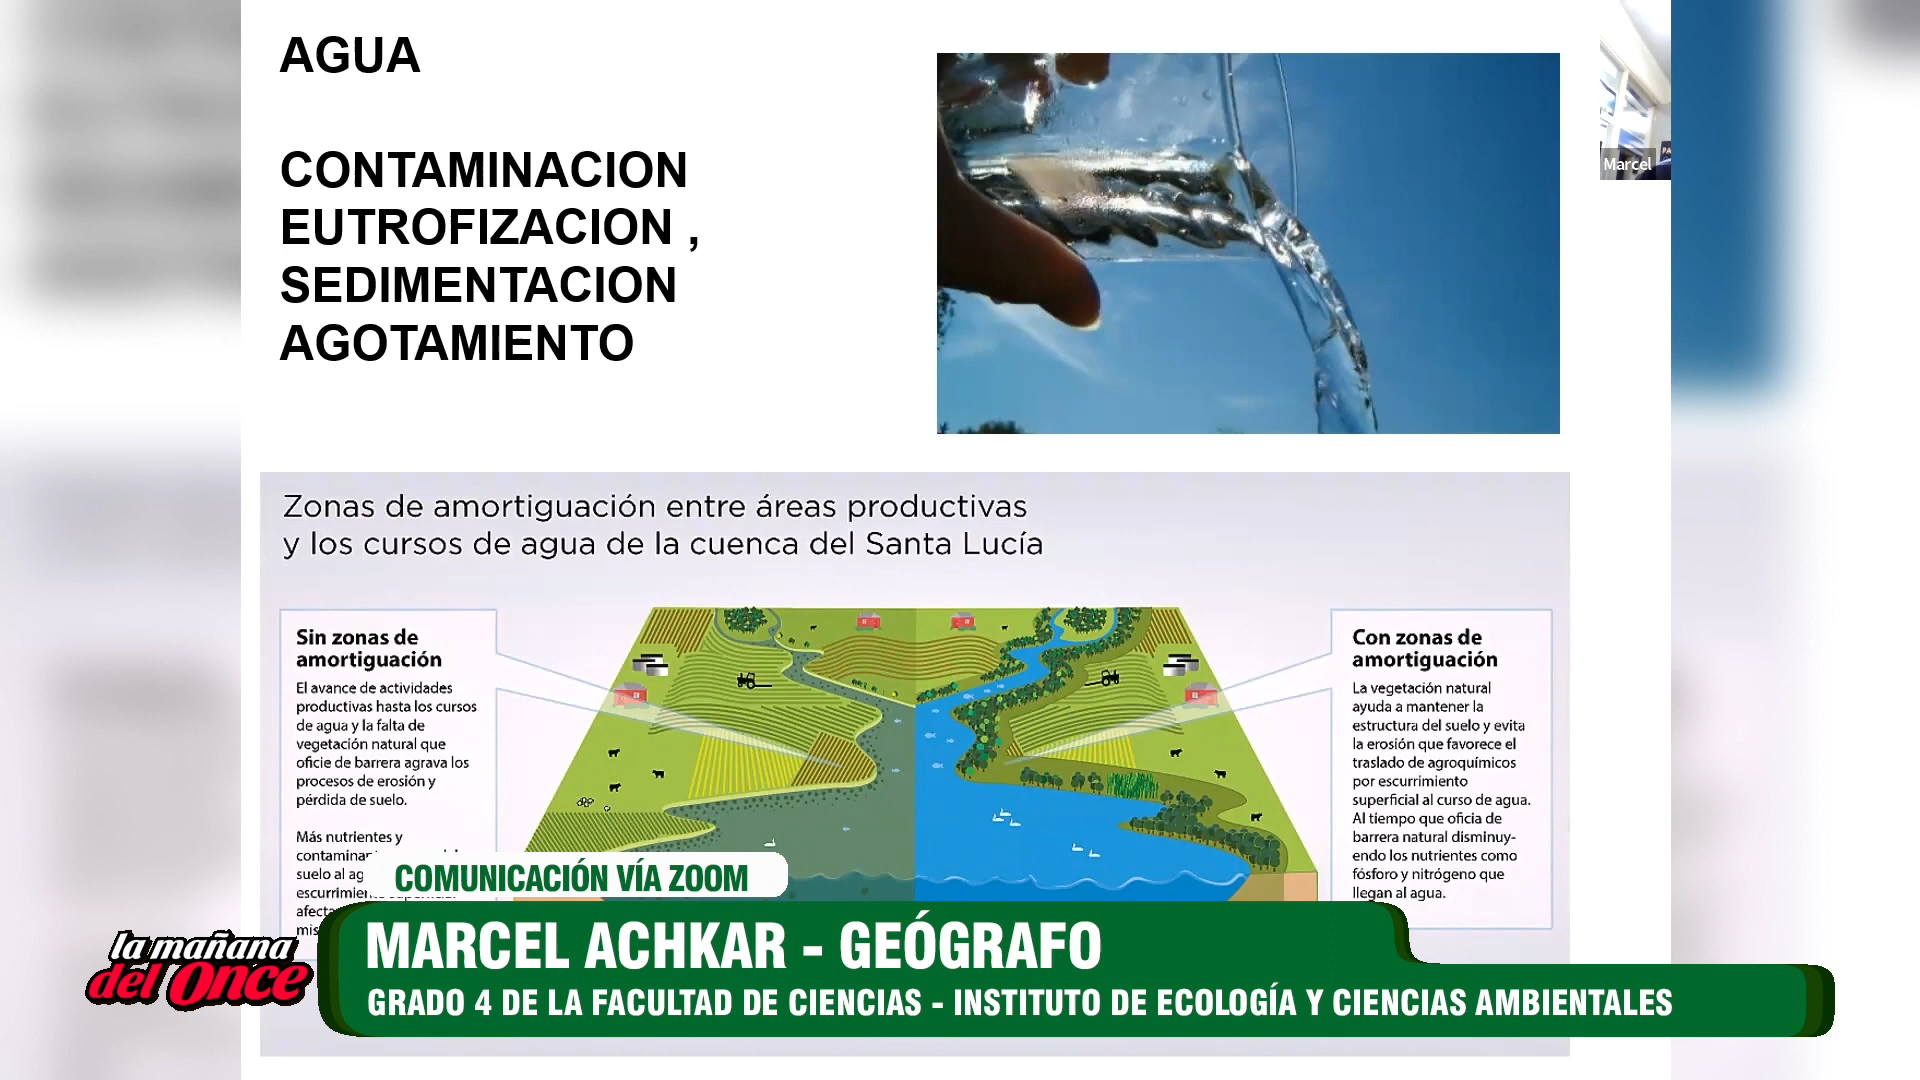 AGUA
CONTAMINACION
EUTROFIZACION ,
SEDIMENTACION
AGOTAMIENTO
Marcel
Zonas de amortiguación entre áreas productivas
y los cursos de agua de la cuenca del Santa Lucía
Sin zonas de
amortiguación
El avance de actividades
productivas hasta los cursos
de agua y la falta de
vegetación natural que
oficie de barrera agrava los
procesos de erosión y
pérdida de suelo.
Más nutrientes y
suelo al
Con zonas de
amortiguación
La vegetación natural
ayuda a mantener la
estructura del suelo y evita
la erosión que favorece el
traslado de agroquímicos
por escurrimiento
superficial al curso de agua.
Al tiempo que oficia de
barrera natural disminuy-
endo los nutrientes como
fósforo y nitrógeno que
llegan al agua.
COMUNICACIÓN VÍA ZOOM
la mañana
del Once
MARCEL ACHKAR - GEÓGRAFO
GRADO 4 DE LA FACULTAD DE CIENCIAS - INSTITUTO DE ECOLOGÍA Y CIENCIAS AMBIENTALES